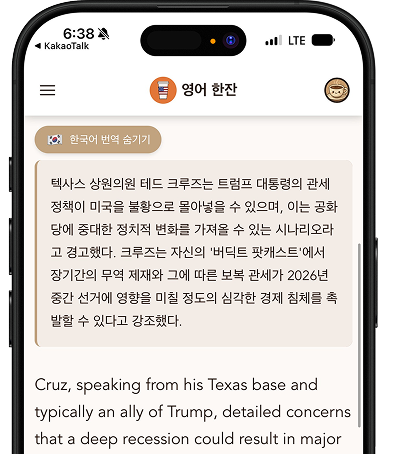 6:38
◀ KakaoTalk
LTE
영어 한잔
한국어 번역 숨기기
텍사스 상원의원 테드 크루즈는 트럼프 대통령의 관세
정책이 미국을 불황으로 몰아넣을 수 있으며, 이는 공화
당에 중대한 정치적 변화를 가져올 수 있는 시나리오라
고 경고했다. 크루즈는 자신의 '버딕트 팟캐스트'에서
장기간의 무역 제재와 그에 따른 보복 관세가 2026년
중간 선거에 영향을 미칠 정도의 심각한 경제 침체를 촉
발할 수 있다고 강조했다.
Cruz, speaking from his Texas base and
typically an ally of Trump, detailed concerns
that a deep recession could result in major